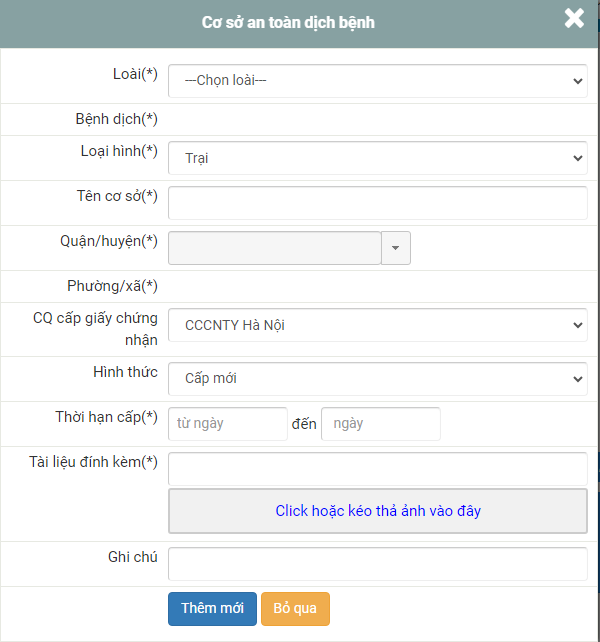 Cơ sở an toàn dịch bệnh
Loài(*)
---Chọn loài---
Bệnh dịch(*)
Loại hình(*)
Trại
Tên cơ sở(*)
Quận/huyện(*)
Phường/xã(*)
CQ cấp giấy chứng
nhận
CCCNTY Hà Nội
Hình thức
Cấp mới
Thời hạn cấp(*)
từ ngày đến ngày
Tài liệu đính kèm(*)
Click hoặc kéo thả ảnh vào đây
Ghi chú
Thêm mới Bỏ qua